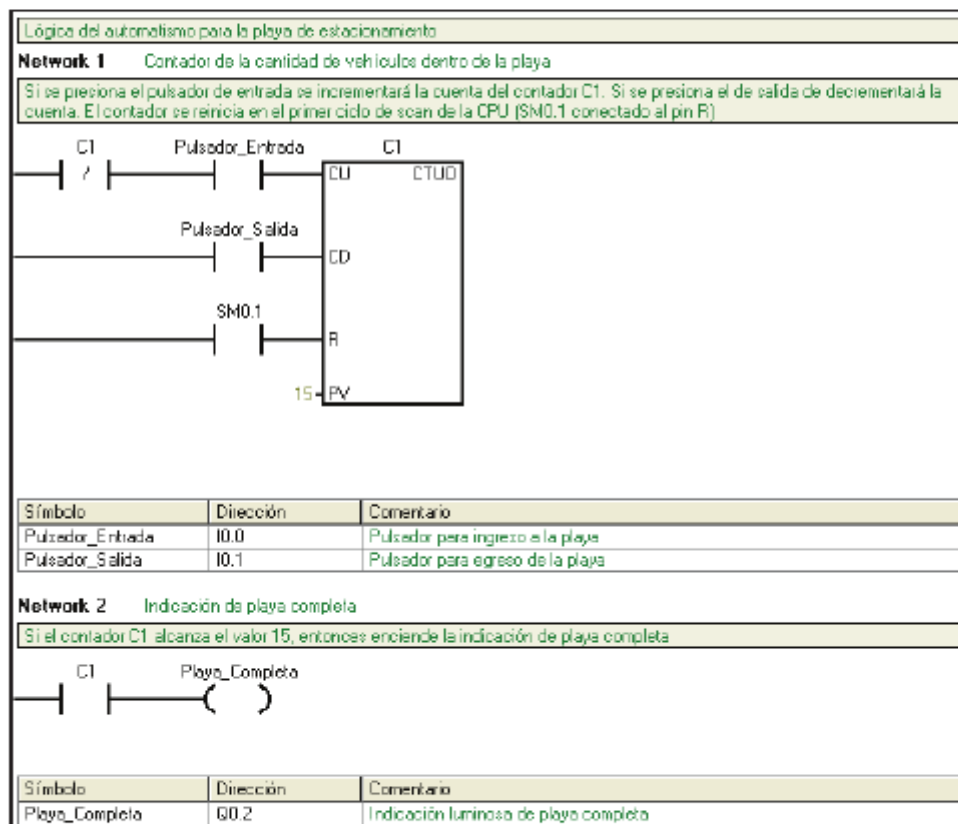 Lógica del automatismo para la playa de estacionamiento
Network 1 Contador de la cantidad de vehículos dentro de la playa
Si se presiona el pulsador de entrada se incrementará la cuenta del contador C1. Si se presiona el de salida de decrementará la
cuenta. El contador se reinicia en el primer ciclo de scan de la CPU (SM0.1 conectado al pin R)
C1 Pulsador_Entrada C1
/ CU CTUD
Pulsador_Salida
CD
SM0.1
R
15 PV
Símbolo Dirección Comentario
Pulsador_Entrada I0.0 Pulsador para ingreso a la playa
Pulsador_Salida I0.1 Pulsador para egreso de la playa
Network 2 Indicación de playa completa
Si el contador C1 alcanza el valor 15, entonces enciende la indicación de playa completa
C1 Playa_Completa
Símbolo Dirección Comentario
Playa_Completa Q0.2 Indicación luminosa de playa completa